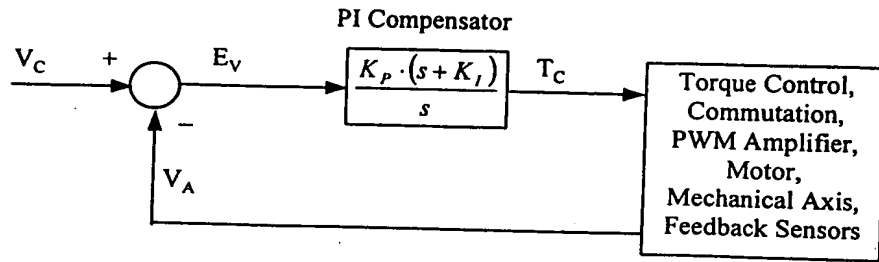 PI Compensator
V_C
+
E_V
K_P · (s + K_I)
s
T_C
−
V_A
Torque Control,
Commutation,
PWM Amplifier,
Motor,
Mechanical Axis,
Feedback Sensors